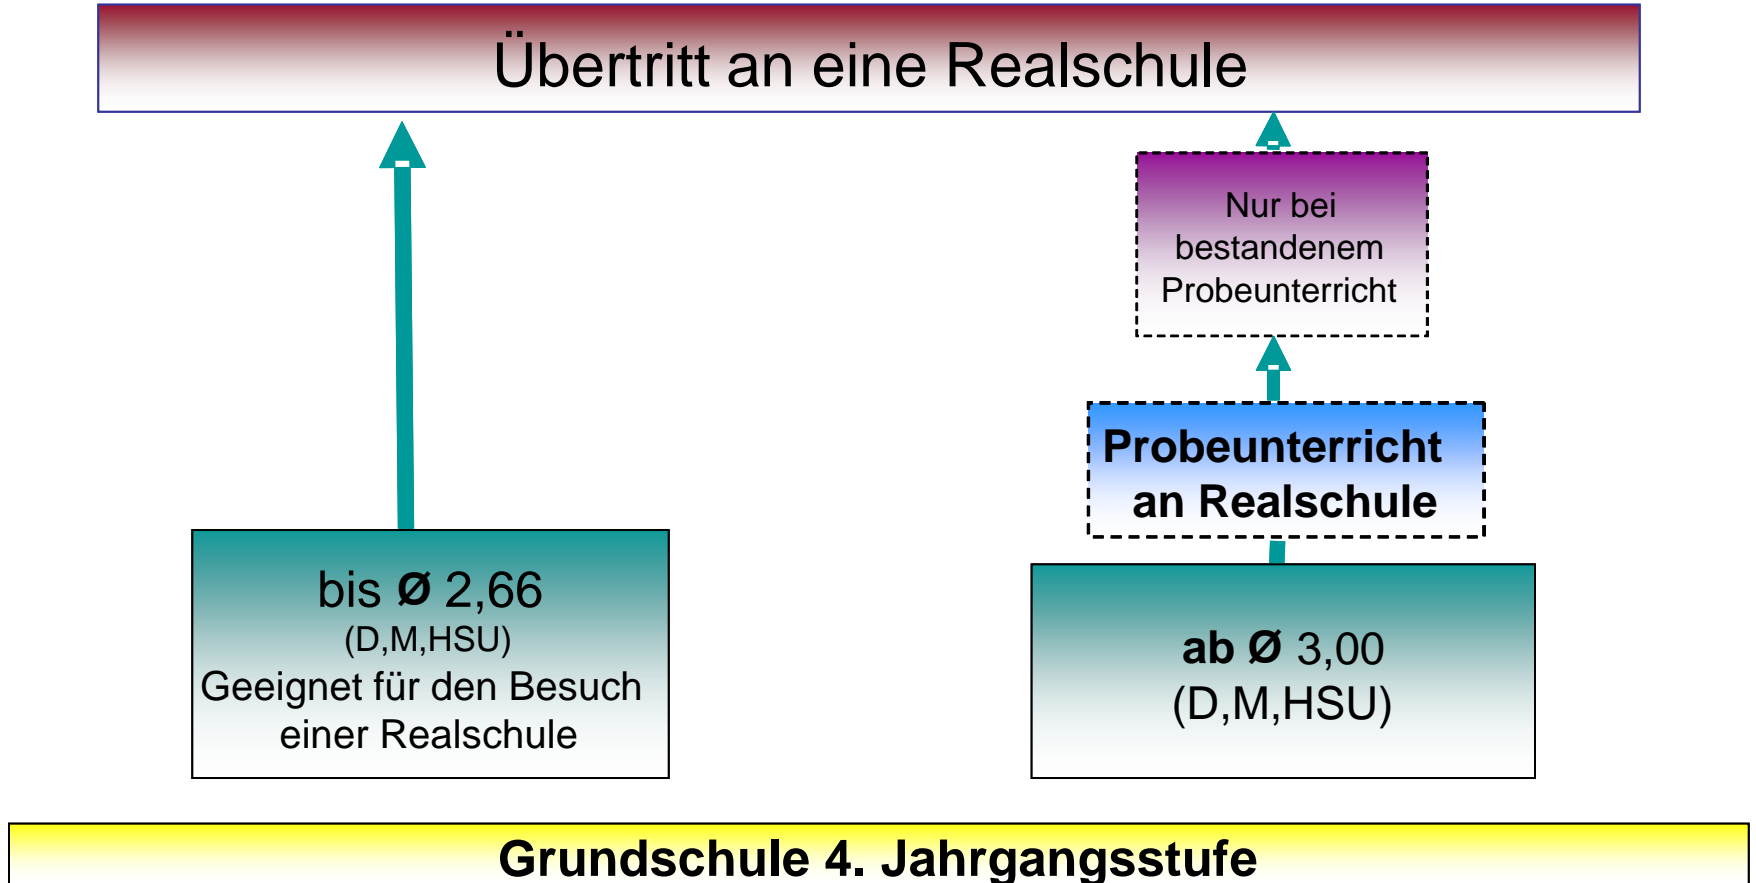 Übertritt an eine Realschule
Nur bei
bestandenem
Probeunterricht
Probeunterricht
an Realschule
bis Ø 2,66
(D,M,HSU)
Geeignet für den Besuch
einer Realschule
ab Ø 3,00
(D,M,HSU)
Grundschule 4. Jahrgangsstufe